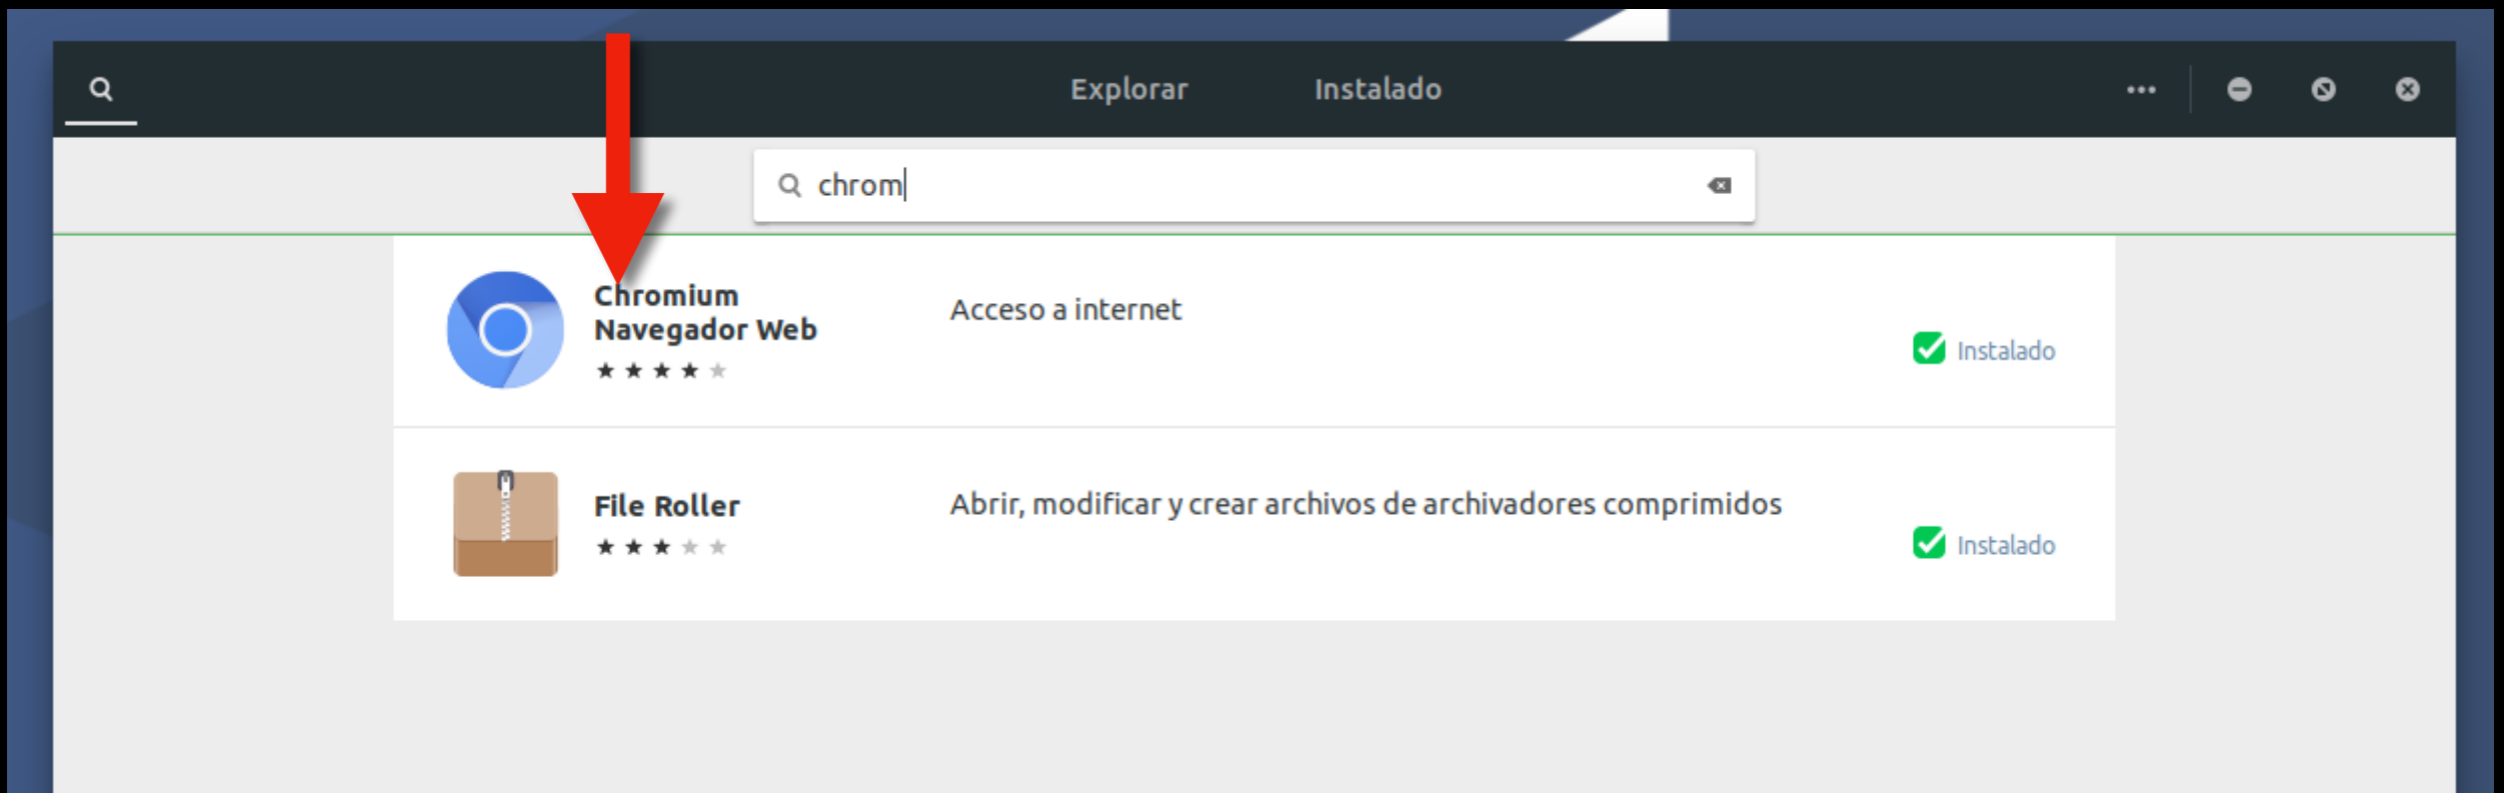 Explorar
Instalado
chrom
Chromium
Navegador Web
Acceso a internet
Instalado
File Roller
Abrir, modificar y crear archivos de archivadores comprimidos
Instalado